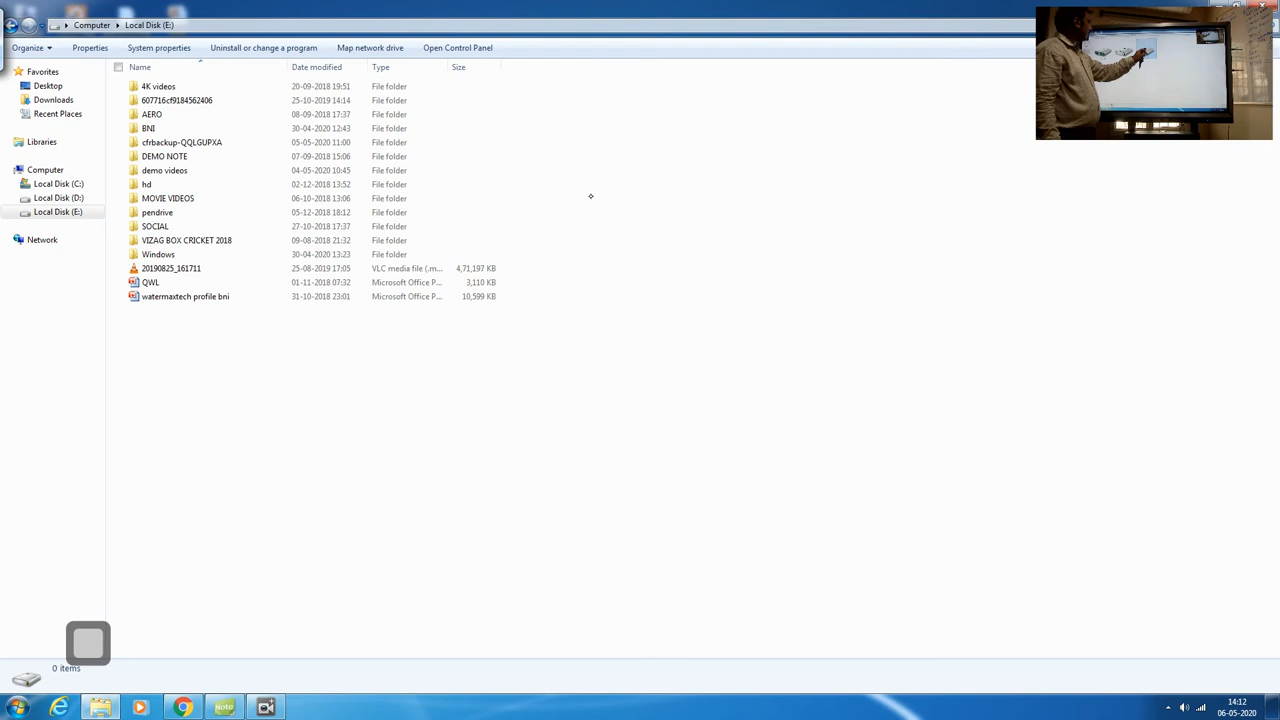 Computer Local Disk (E:)
Organize Properties System properties Uninstall or change a program Map network drive Open Control Panel
Name Date modified Type Size
Favorites
Desktop
Downloads
Recent Places
Libraries
Computer
Local Disk (C:)
Local Disk (D:)
Local Disk (E:)
Network
4K videos 20-09-2018 19:51 File folder
607716cf9184562406 25-10-2019 14:14 File folder
AERO 08-09-2018 17:37 File folder
BNI 30-04-2020 12:43 File folder
cfrbackup-QQLGUPXA 05-05-2020 11:00 File folder
DEMO NOTE 07-09-2018 15:06 File folder
demo videos 04-05-2020 10:45 File folder
hd 02-12-2018 13:52 File folder
MOVIE VIDEOS 06-10-2018 13:06 File folder
pendrive 05-12-2018 18:12 File folder
SOCIAL 27-10-2018 17:37 File folder
VIZAG BOX CRICKET 2018 09-08-2018 21:32 File folder
Windows 30-04-2020 13:23 File folder
20190825_161711 25-08-2019 17:05 VLC media file (.m... 4,71,197 KB
QWL 01-11-2018 07:32 Microsoft Office P... 3,110 KB
watermaxtech profile bni 31-10-2018 23:01 Microsoft Office P... 10,599 KB
0 items
Note
14:12
06-05-2020